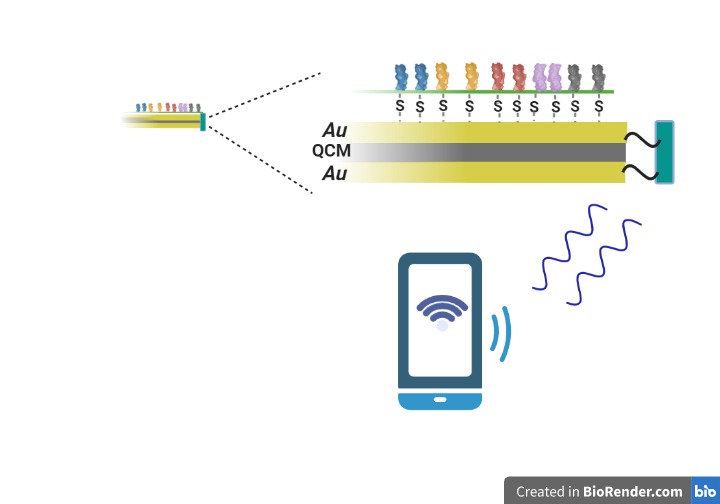 S S S S S S S S S S
Au
QCM
Au
Created in BioRender.com bio